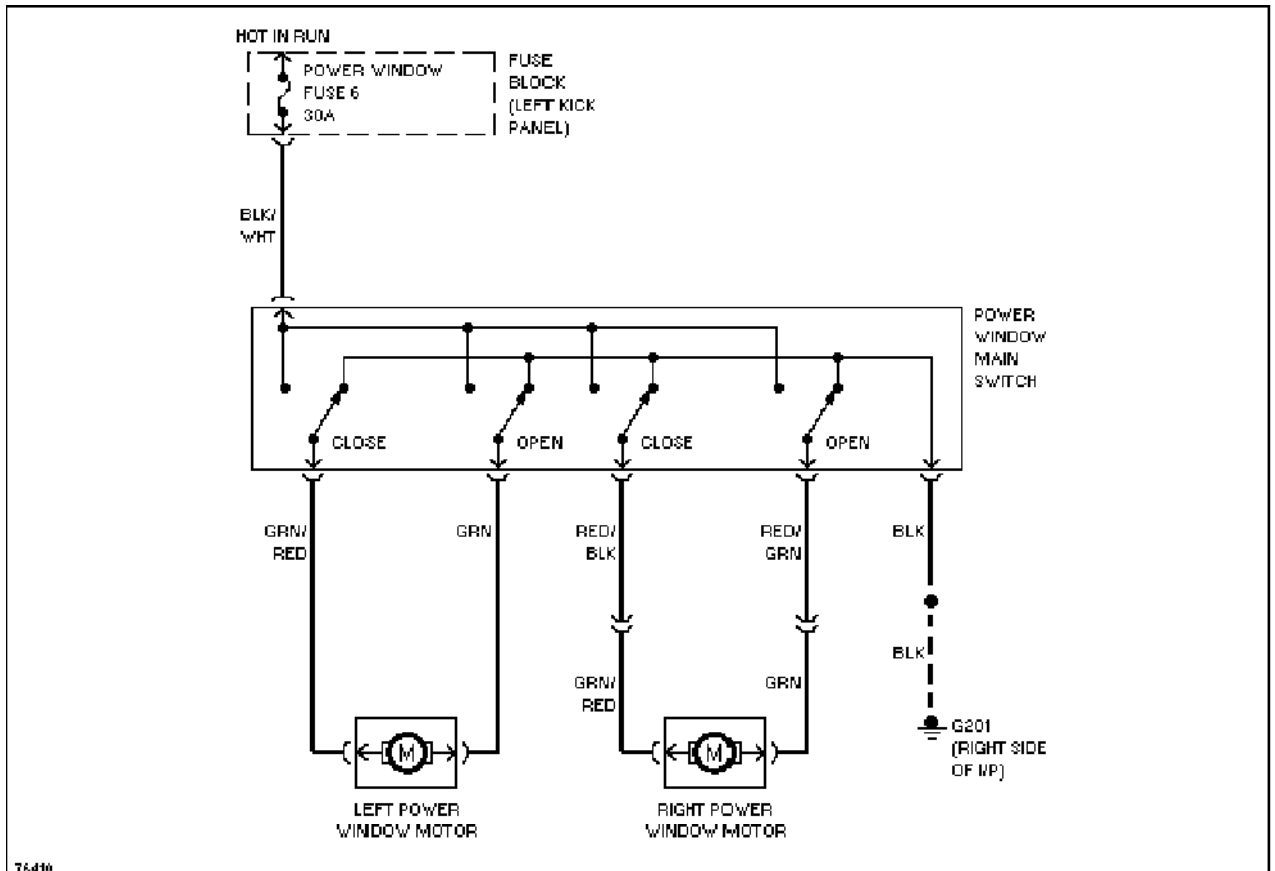 HOT IN RUN
POWER WINDOW
FUSE 6
30A
FUSE
BLOCK
(LEFT KICK
PANEL)
BLK/
WHT
POWER
WINDOW
MAIN
SWITCH
CLOSE
OPEN
CLOSE
OPEN
GRN/
RED
GRN
RED/
BLK
RED/
GRN
BLK
BLK
GRN/
RED
GRN
M
M
G201
(RIGHT SIDE
OF I/P)
LEFT POWER
WINDOW MOTOR
RIGHT POWER
WINDOW MOTOR